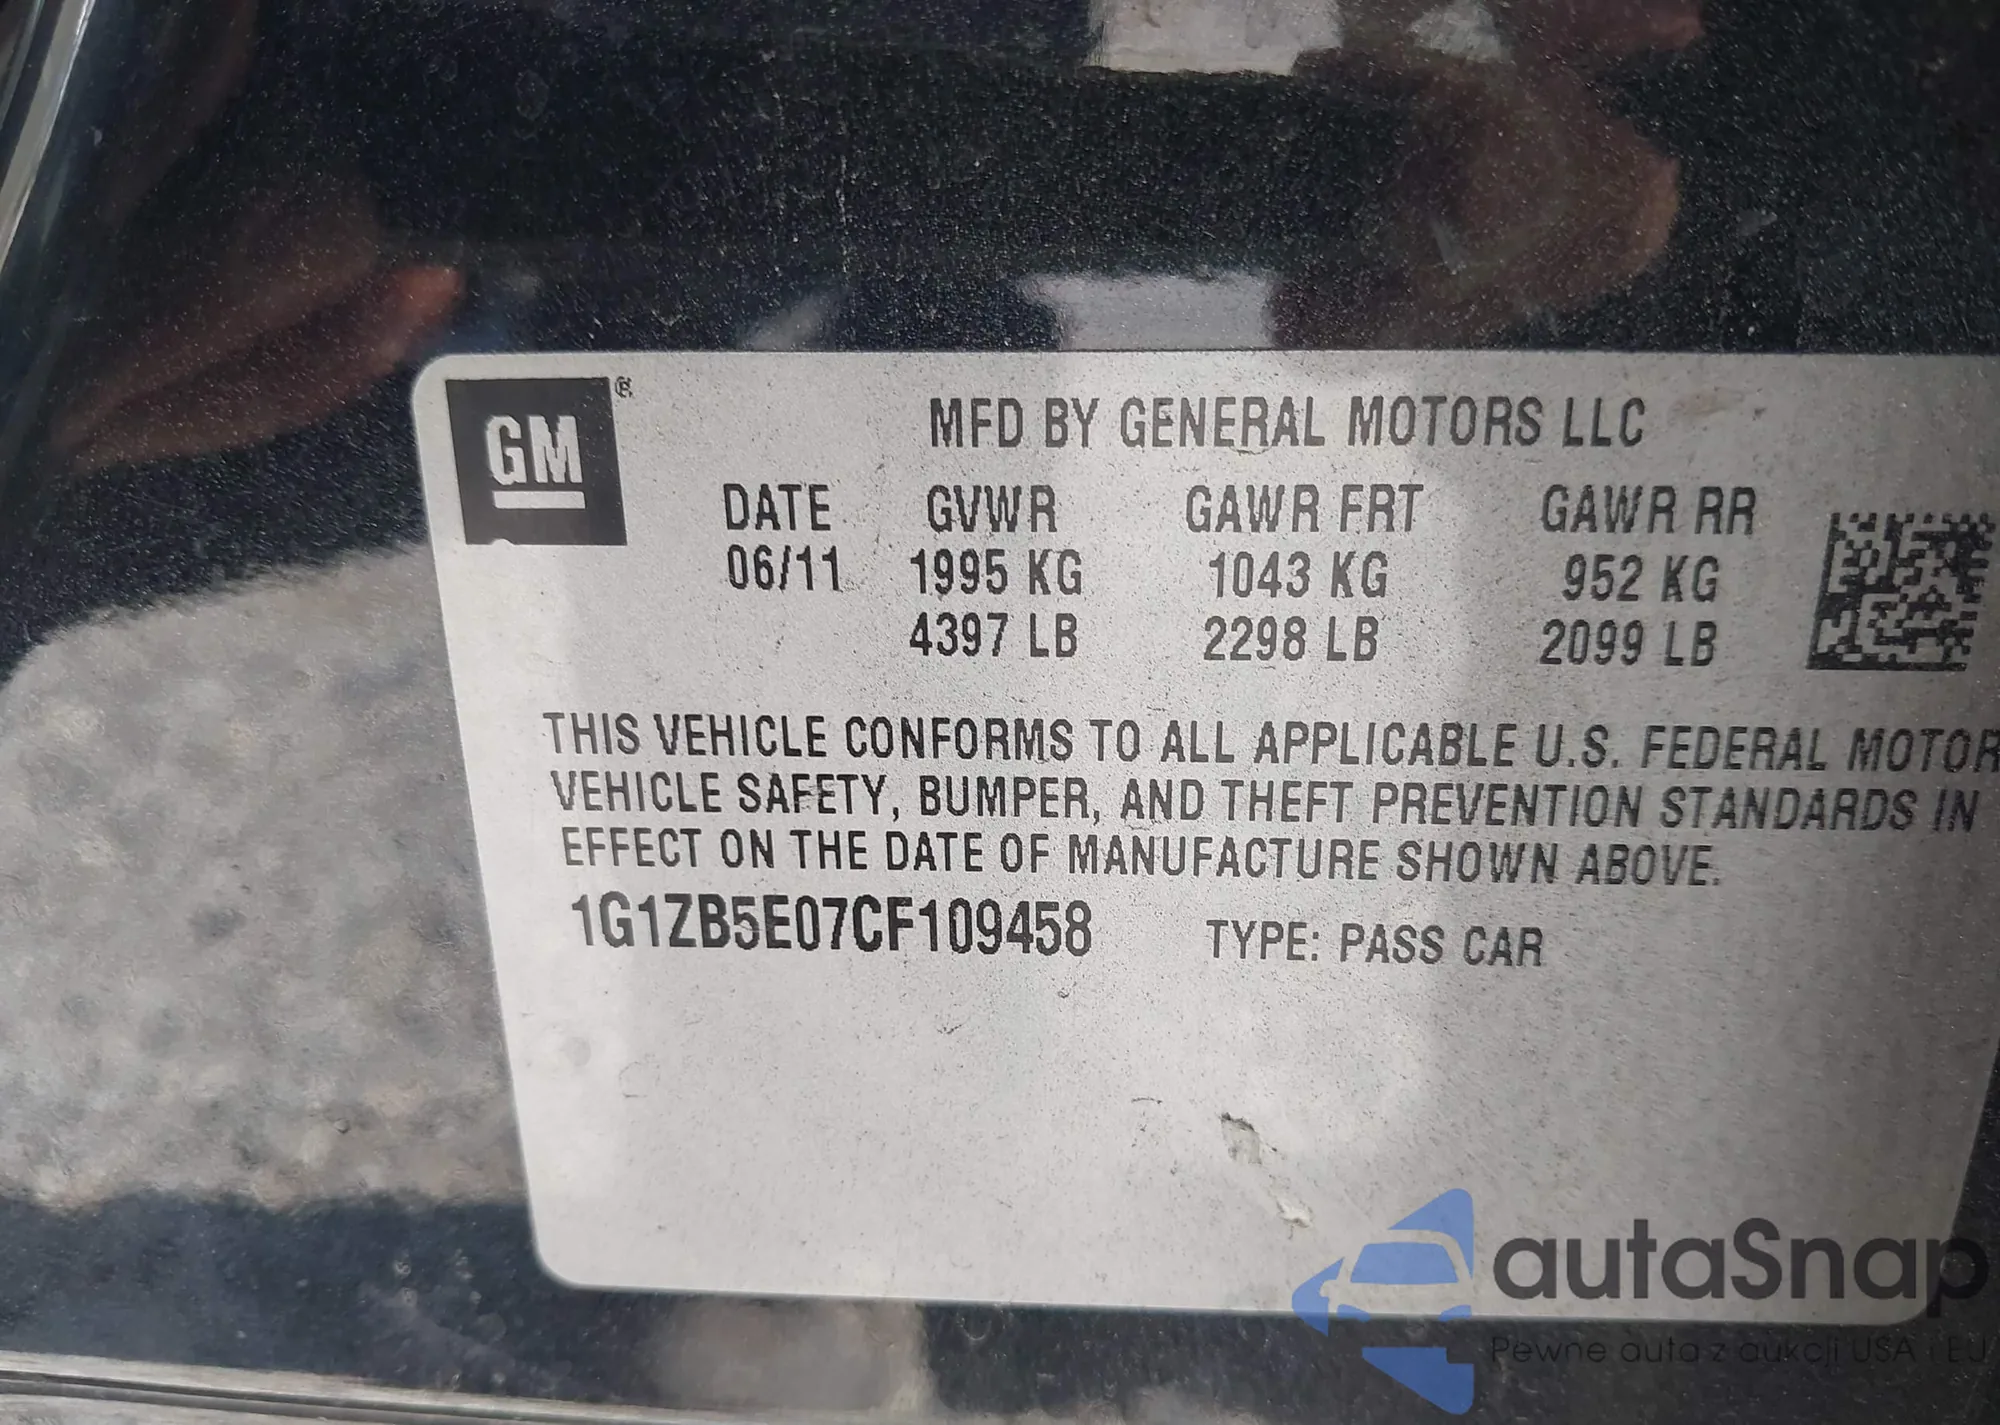 GM ®
MFD BY GENERAL MOTORS LLC
DATE GVWR GAWR FRT GAWR RR
06/11 1995 KG 1043 KG 952 KG
4397 LB 2298 LB 2099 LB
THIS VEHICLE CONFORMS TO ALL APPLICABLE U.S. FEDERAL MOTOR
VEHICLE SAFETY, BUMPER, AND THEFT PREVENTION STANDARDS IN
EFFECT ON THE DATE OF MANUFACTURE SHOWN ABOVE.
1G1ZB5E07CF109458 TYPE: PASS CAR
autaSnap
Pewne auta z aukcji USA i EU